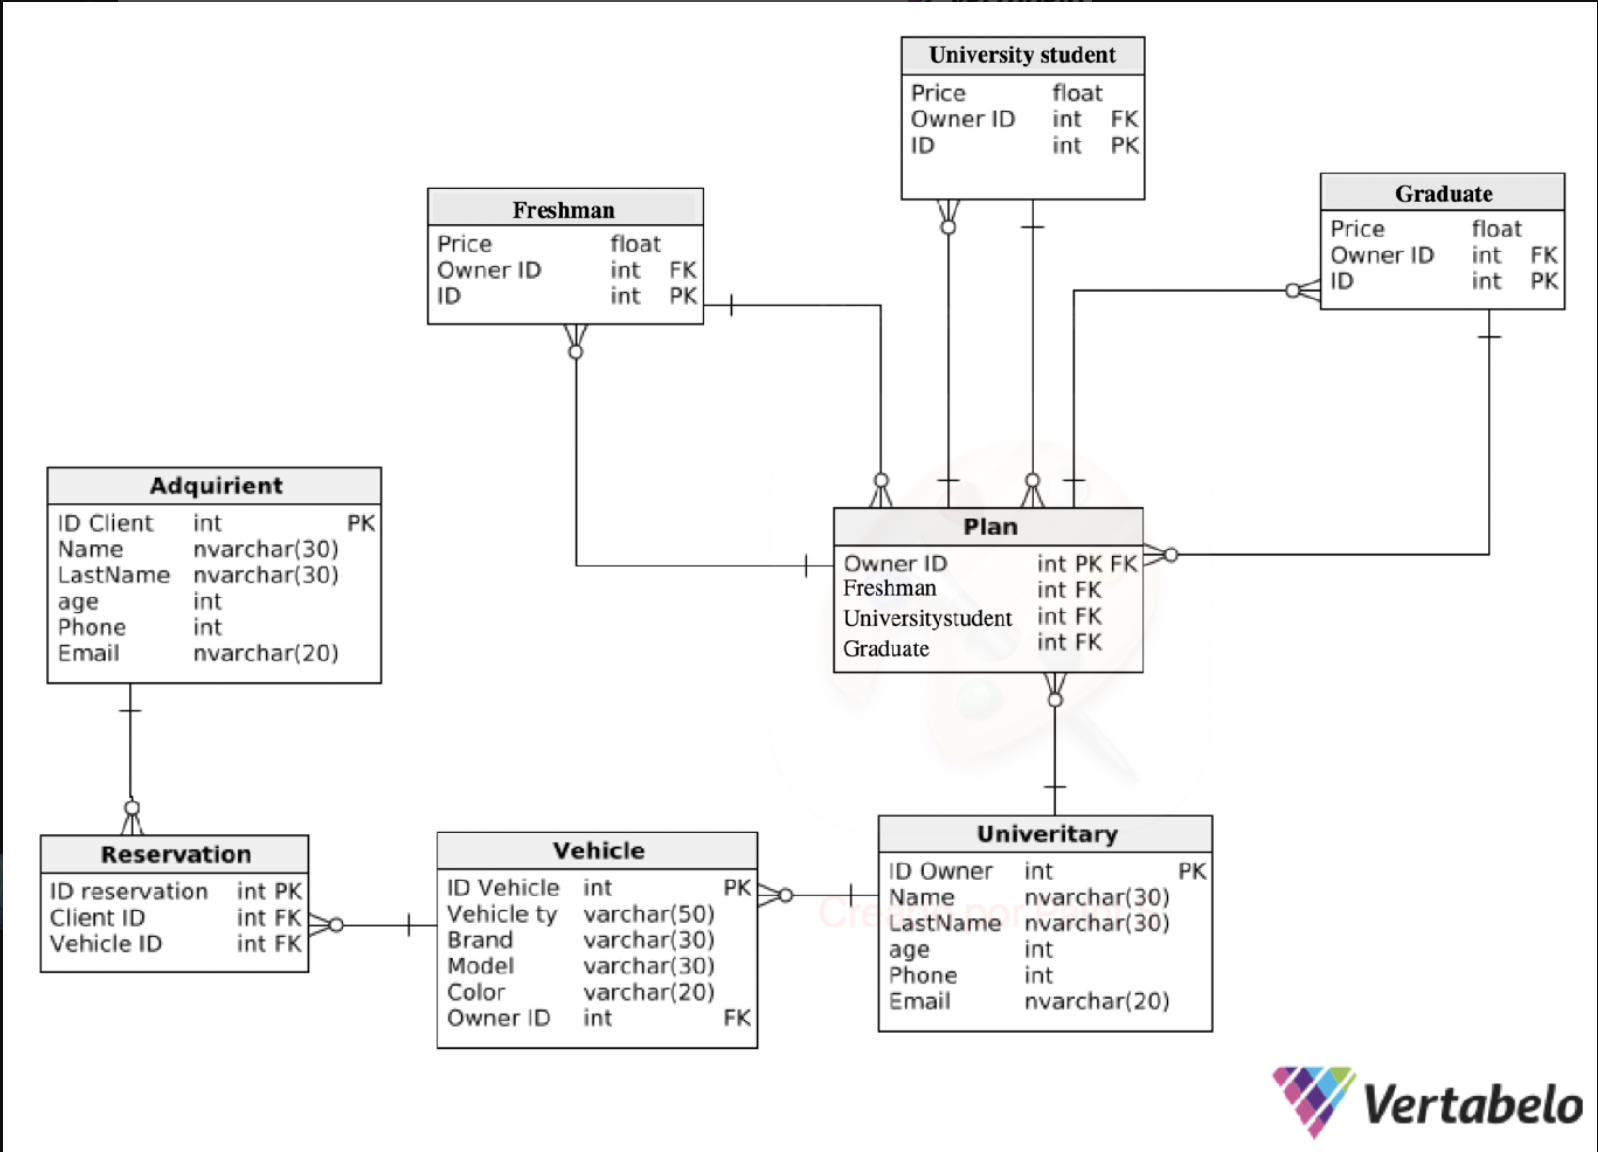 University student
Price float
Owner ID int FK
ID int PK
Graduate
Price float
Owner ID int FK
ID int PK
Freshman
Price float
Owner ID int FK
ID int PK
Adquirient
ID Client int PK
Name nvarchar(30)
LastName nvarchar(30)
age int
Phone int
Email nvarchar(20)
Plan
Owner ID int PK FK
Freshman int FK
Universitystudent int FK
Graduate int FK
Reservation
ID reservation int PK
Client ID int FK
Vehicle ID int FK
Vehicle
ID Vehicle int PK
Vehicle ty varchar(50)
Brand varchar(30)
Model varchar(30)
Color varchar(20)
Owner ID int FK
Univeritary
ID Owner int PK
Name nvarchar(30)
LastName nvarchar(30)
age int
Phone int
Email nvarchar(20)
Vertabelo